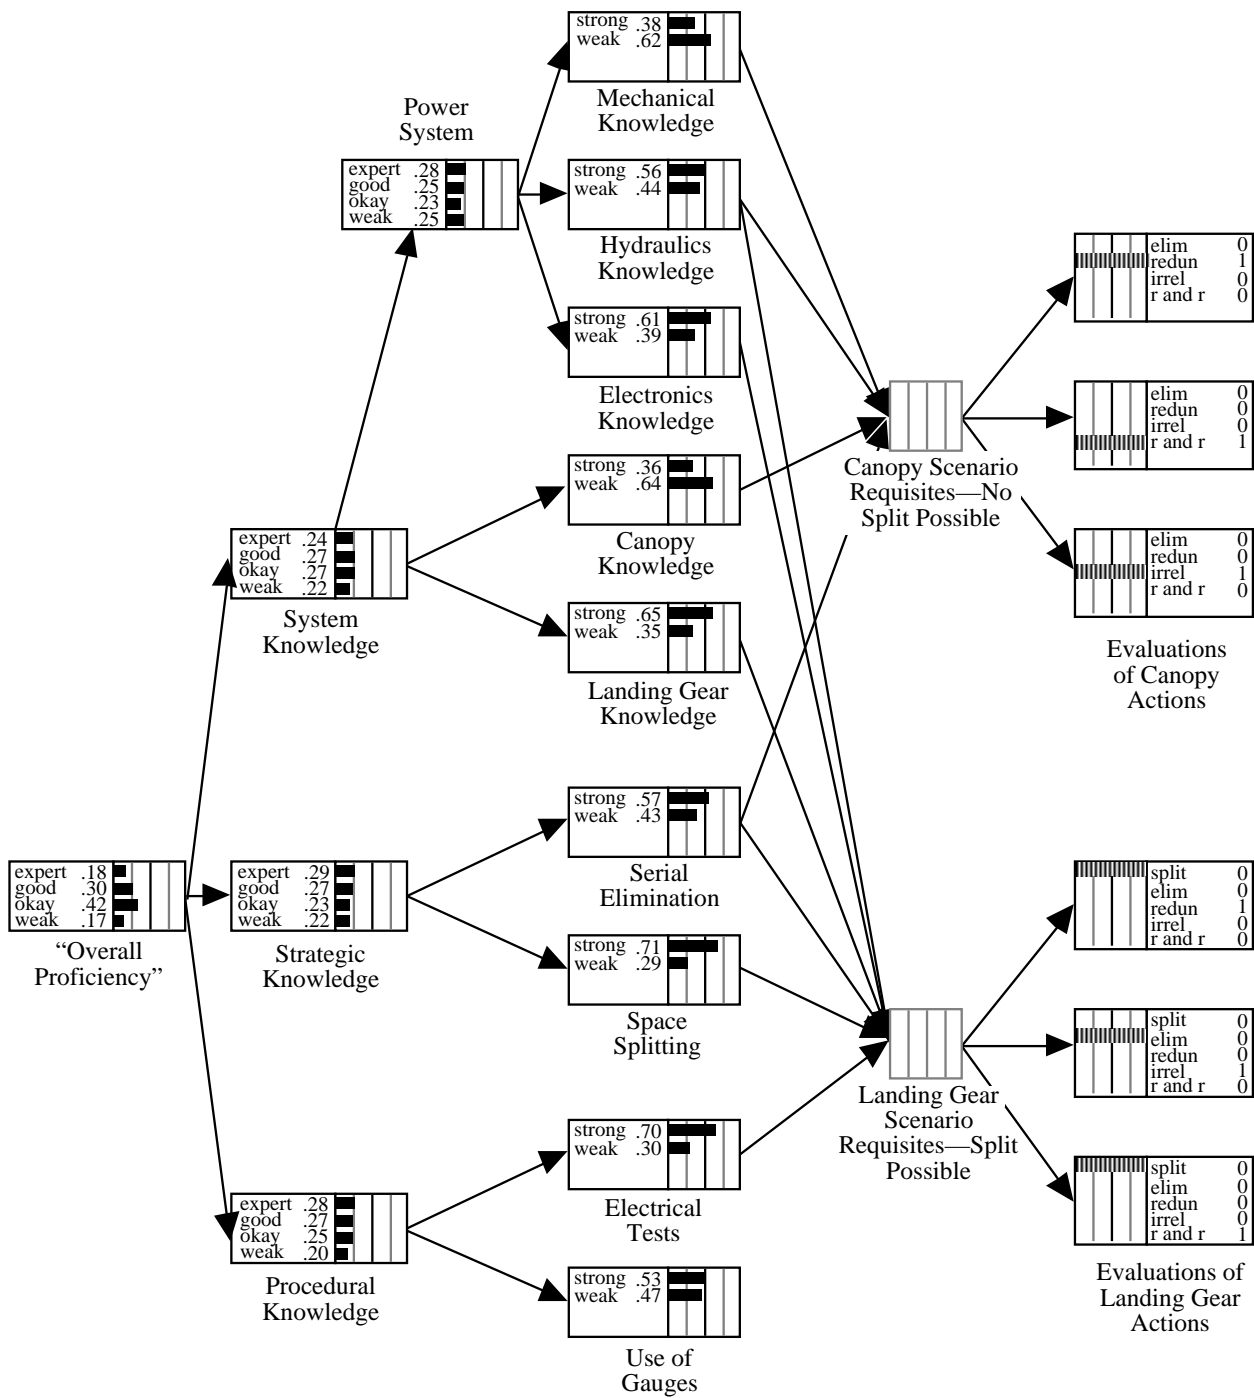 strong .38
weak .62
Mechanical
Knowledge
Power
System
expert .28
good .25
okay .23
weak .25
strong .56
weak .44
Hydraulics
Knowledge
strong .61
weak .39
Electronics
Knowledge
strong .36
weak .64
Canopy
Knowledge
expert .24
good .27
okay .27
weak .22
System
Knowledge
strong .65
weak .35
Landing Gear
Knowledge
expert .18
good .30
okay .42
weak .17
“Overall
Proficiency”
expert .29
good .27
okay .23
weak .22
Strategic
Knowledge
strong .57
weak .43
Serial
Elimination
strong .71
weak .29
Space
Splitting
expert .28
good .27
okay .25
weak .20
Procedural
Knowledge
strong .70
weak .30
Electrical
Tests
strong .53
weak .47
Use of
Gauges
Canopy Scenario
Requisites—No
Split Possible
Landing Gear
Scenario
Requisites—Split
Possible
elim 0
redun 1
irrel 0
r and r 0
elim 0
redun 0
irrel 0
r and r 1
elim 0
redun 0
irrel 1
r and r 0
Evaluations
of Canopy
Actions
split 0
elim 0
redun 1
irrel 0
r and r 0
split 0
elim 0
redun 0
irrel 1
r and r 0
split 0
elim 0
redun 0
irrel 0
r and r 1
Evaluations of
Landing Gear
Actions